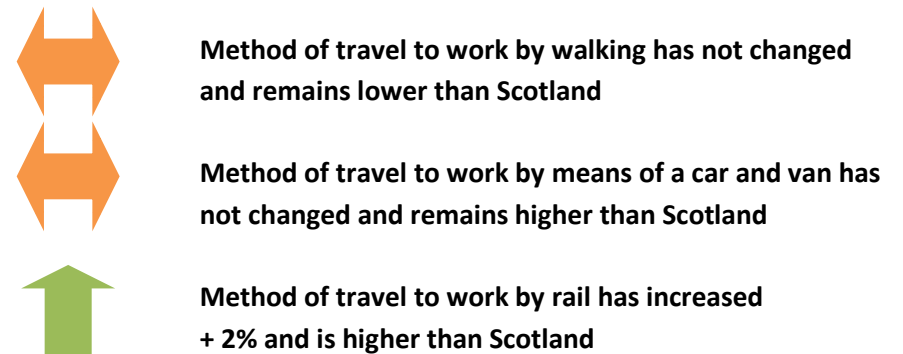 Method of travel to work by walking has not changed
and remains lower than Scotland
Method of travel to work by means of a car and van has
not changed and remains higher than Scotland
Method of travel to work by rail has increased
+ 2% and is higher than Scotland